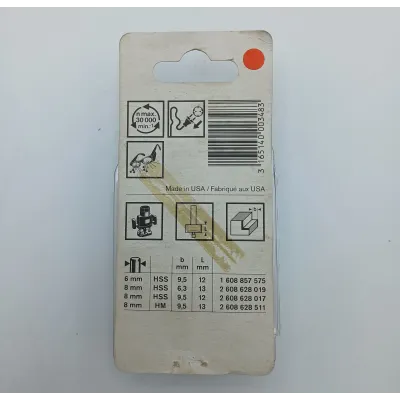 n max.
30 000
min.-1
3 165140 003483
Made in USA / Fabriqué aux USA
b L
mm mm
6 mm HSS 9,5 12 1 608 857 575
8 mm HSS 6,3 13 2 608 628 019
8 mm HSS 9,5 12 2 608 628 017
8 mm HM 9,5 13 2 608 628 511